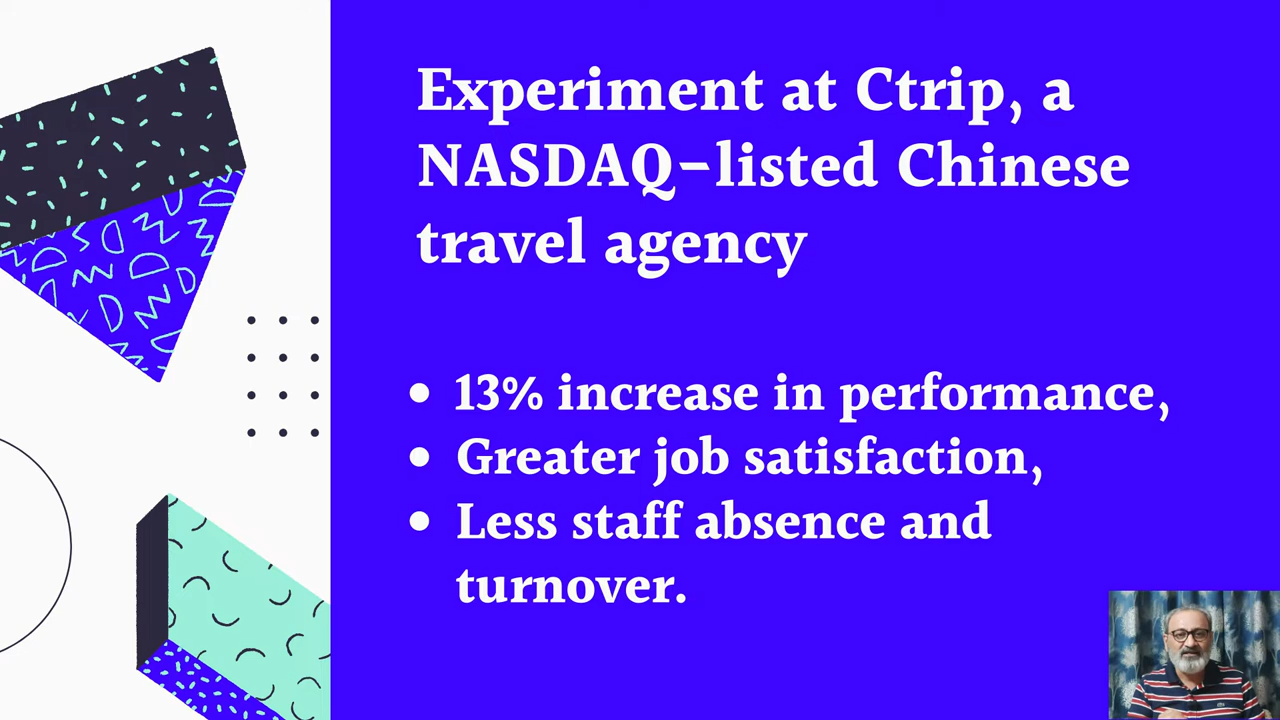 Experiment at Ctrip, a
NASDAQ-listed Chinese
travel agency
• 13% increase in performance,
• Greater job satisfaction,
• Less staff absence and
turnover.